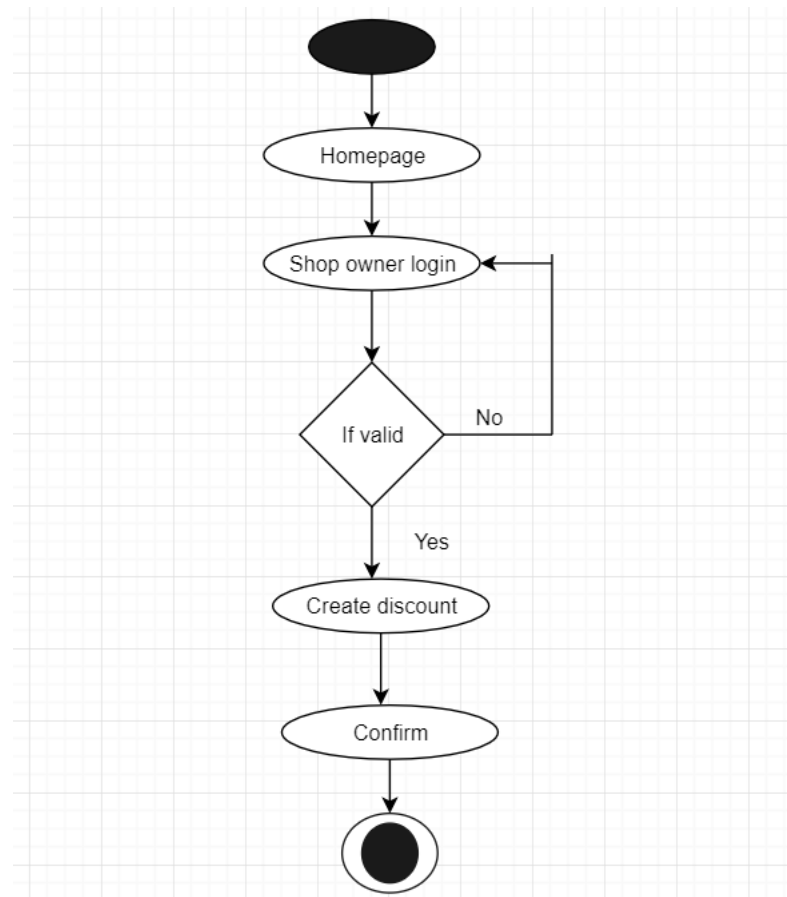 Homepage
Shop owner login
If valid
No
Yes
Create discount
Confirm